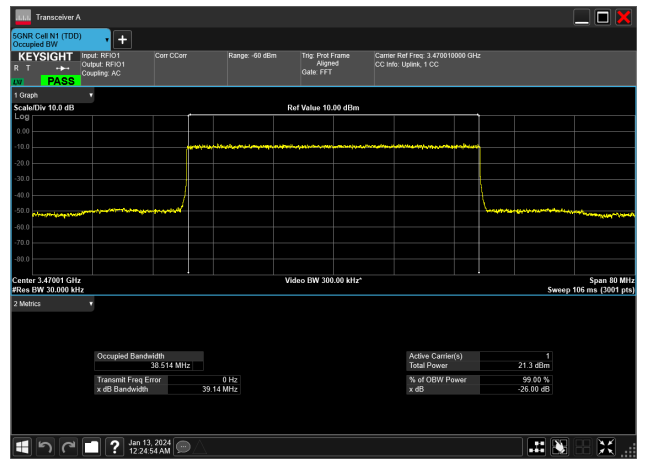 Transceiver A
5GNR Cell N1 (TDD)
Occupied BW
+
KEYSIGHT
R T
PASS
Input: RFIO1
Output: RFIO1
Coupling: AC
Corr CCorr
Range: -60 dBm
Trig: Prot Frame
Aligned
Gate: FFT
Carrier Ref Freq: 3.470010000 GHz
CC Info: Uplink, 1 CC
1 Graph
Scale/Div 10.0 dB
Ref Value 10.00 dBm
Log
0.00
-10.0
-20.0
-30.0
-40.0
-50.0
-60.0
-70.0
-80.0
Center 3.47001 GHz
Video BW 300.00 kHz*
Span 80 MHz
#Res BW 30.000 kHz
Sweep 106 ms (3001 pts)
2 Metrics
Occupied Bandwidth
38.514 MHz
Transmit Freq Error 0 Hz
x dB Bandwidth 39.14 MHz
Active Carrier(s) 1
Total Power 21.3 dBm
% of OBW Power 99.00 %
x dB -26.00 dB
?
Jan 13, 2024
12:24:54 AM